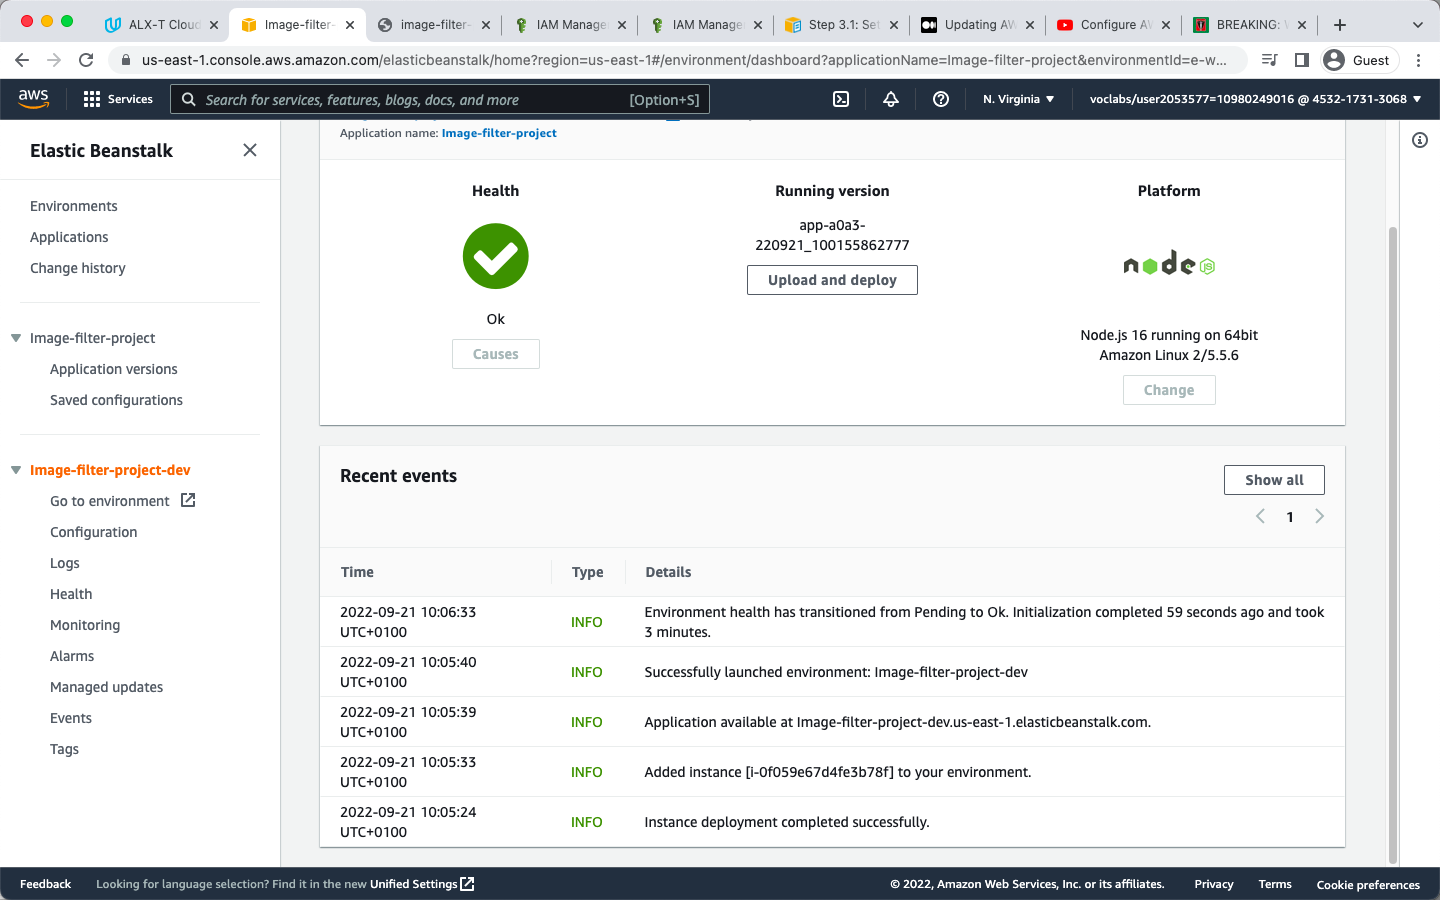 ALX-T Cloud
Image-filter-
image-filter-
IAM Manage
IAM Manage
Step 3.1: Set
Updating AW
Configure AW
BREAKING: W
us-east-1.console.aws.amazon.com/elasticbeanstalk/home?region=us-east-1#/environment/dashboard?applicationName=Image-filter-project&environmentId=e-w...
Guest
aws
Services
Search for services, features, blogs, docs, and more
[Option+S]
N. Virginia
voclabs/user2053577=10980249016 @ 4532-1731-3068
Elastic Beanstalk
Environments
Applications
Change history
Image-filter-project
Application versions
Saved configurations
Image-filter-project-dev
Go to environment
Configuration
Logs
Health
Monitoring
Alarms
Managed updates
Events
Tags
Application name: Image-filter-project
Health
Ok
Causes
Running version
app-a0a3-
220921_100155862777
Upload and deploy
Platform
node JS
Node.js 16 running on 64bit
Amazon Linux 2/5.5.6
Change
Recent events
Show all
1
Time Type Details
2022-09-21 10:06:33
UTC+0100
INFO
Environment health has transitioned from Pending to Ok. Initialization completed 59 seconds ago and took
3 minutes.
2022-09-21 10:05:40
UTC+0100
INFO
Successfully launched environment: Image-filter-project-dev
2022-09-21 10:05:39
UTC+0100
INFO
Application available at Image-filter-project-dev.us-east-1.elasticbeanstalk.com.
2022-09-21 10:05:33
UTC+0100
INFO
Added instance [i-0f059e67d4fe3b78f] to your environment.
2022-09-21 10:05:24
UTC+0100
INFO
Instance deployment completed successfully.
Feedback
Looking for language selection? Find it in the new Unified Settings
© 2022, Amazon Web Services, Inc. or its affiliates.
Privacy
Terms
Cookie preferences